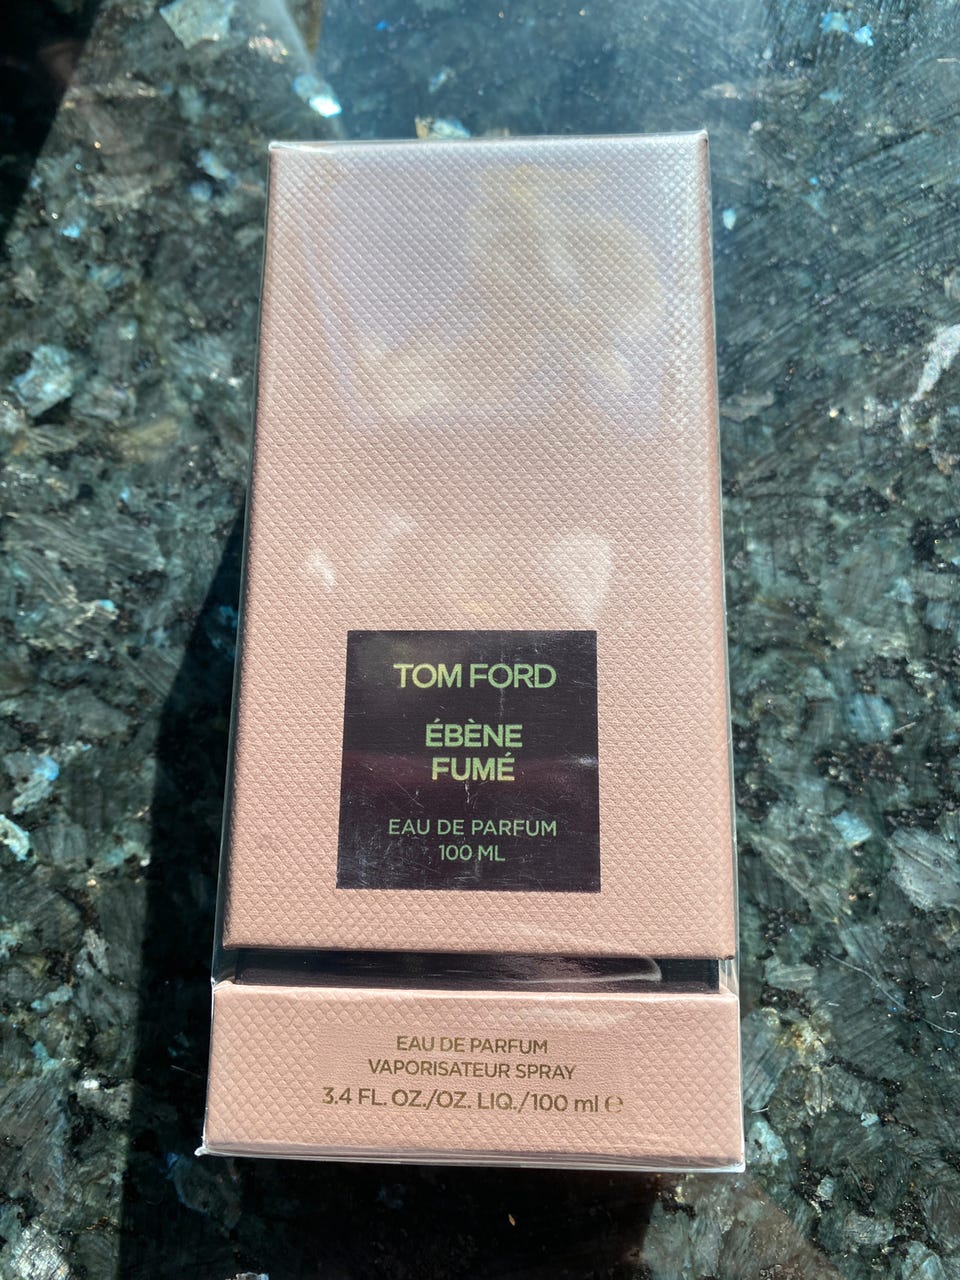 TOM FORD
ÉBÈNE
FUMÉ
EAU DE PARFUM
100 ML
EAU DE PARFUM
VAPORISATEUR SPRAY
3.4 FL. OZ./OZ. LIQ./100 ml ℮